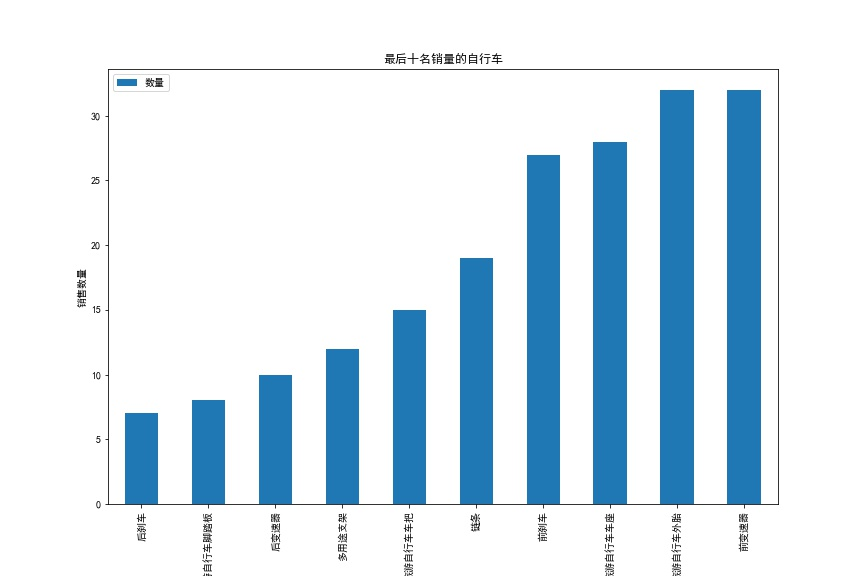 最后十名销量的自行车
数量
销售数量
30
25
20
15
10
5
0
后刹车
自行车脚踏板
后变速器
多用途支架
游自行车车把
链条
前刹车
游自行车车座
游自行车外胎
前变速器